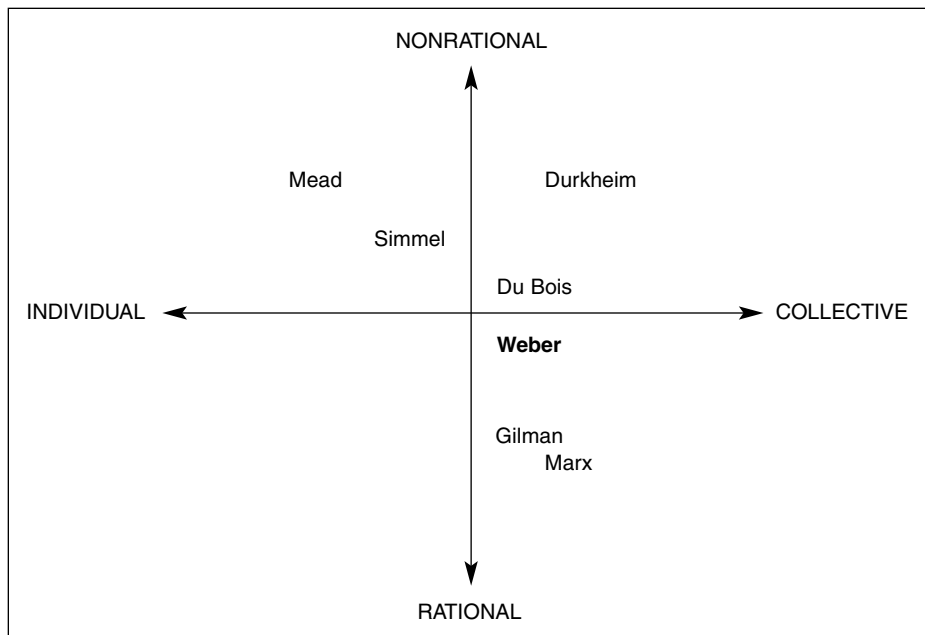 NONRATIONAL
Mead Durkheim
Simmel
Du Bois
INDIVIDUAL COLLECTIVE
Weber
Gilman
Marx
RATIONAL